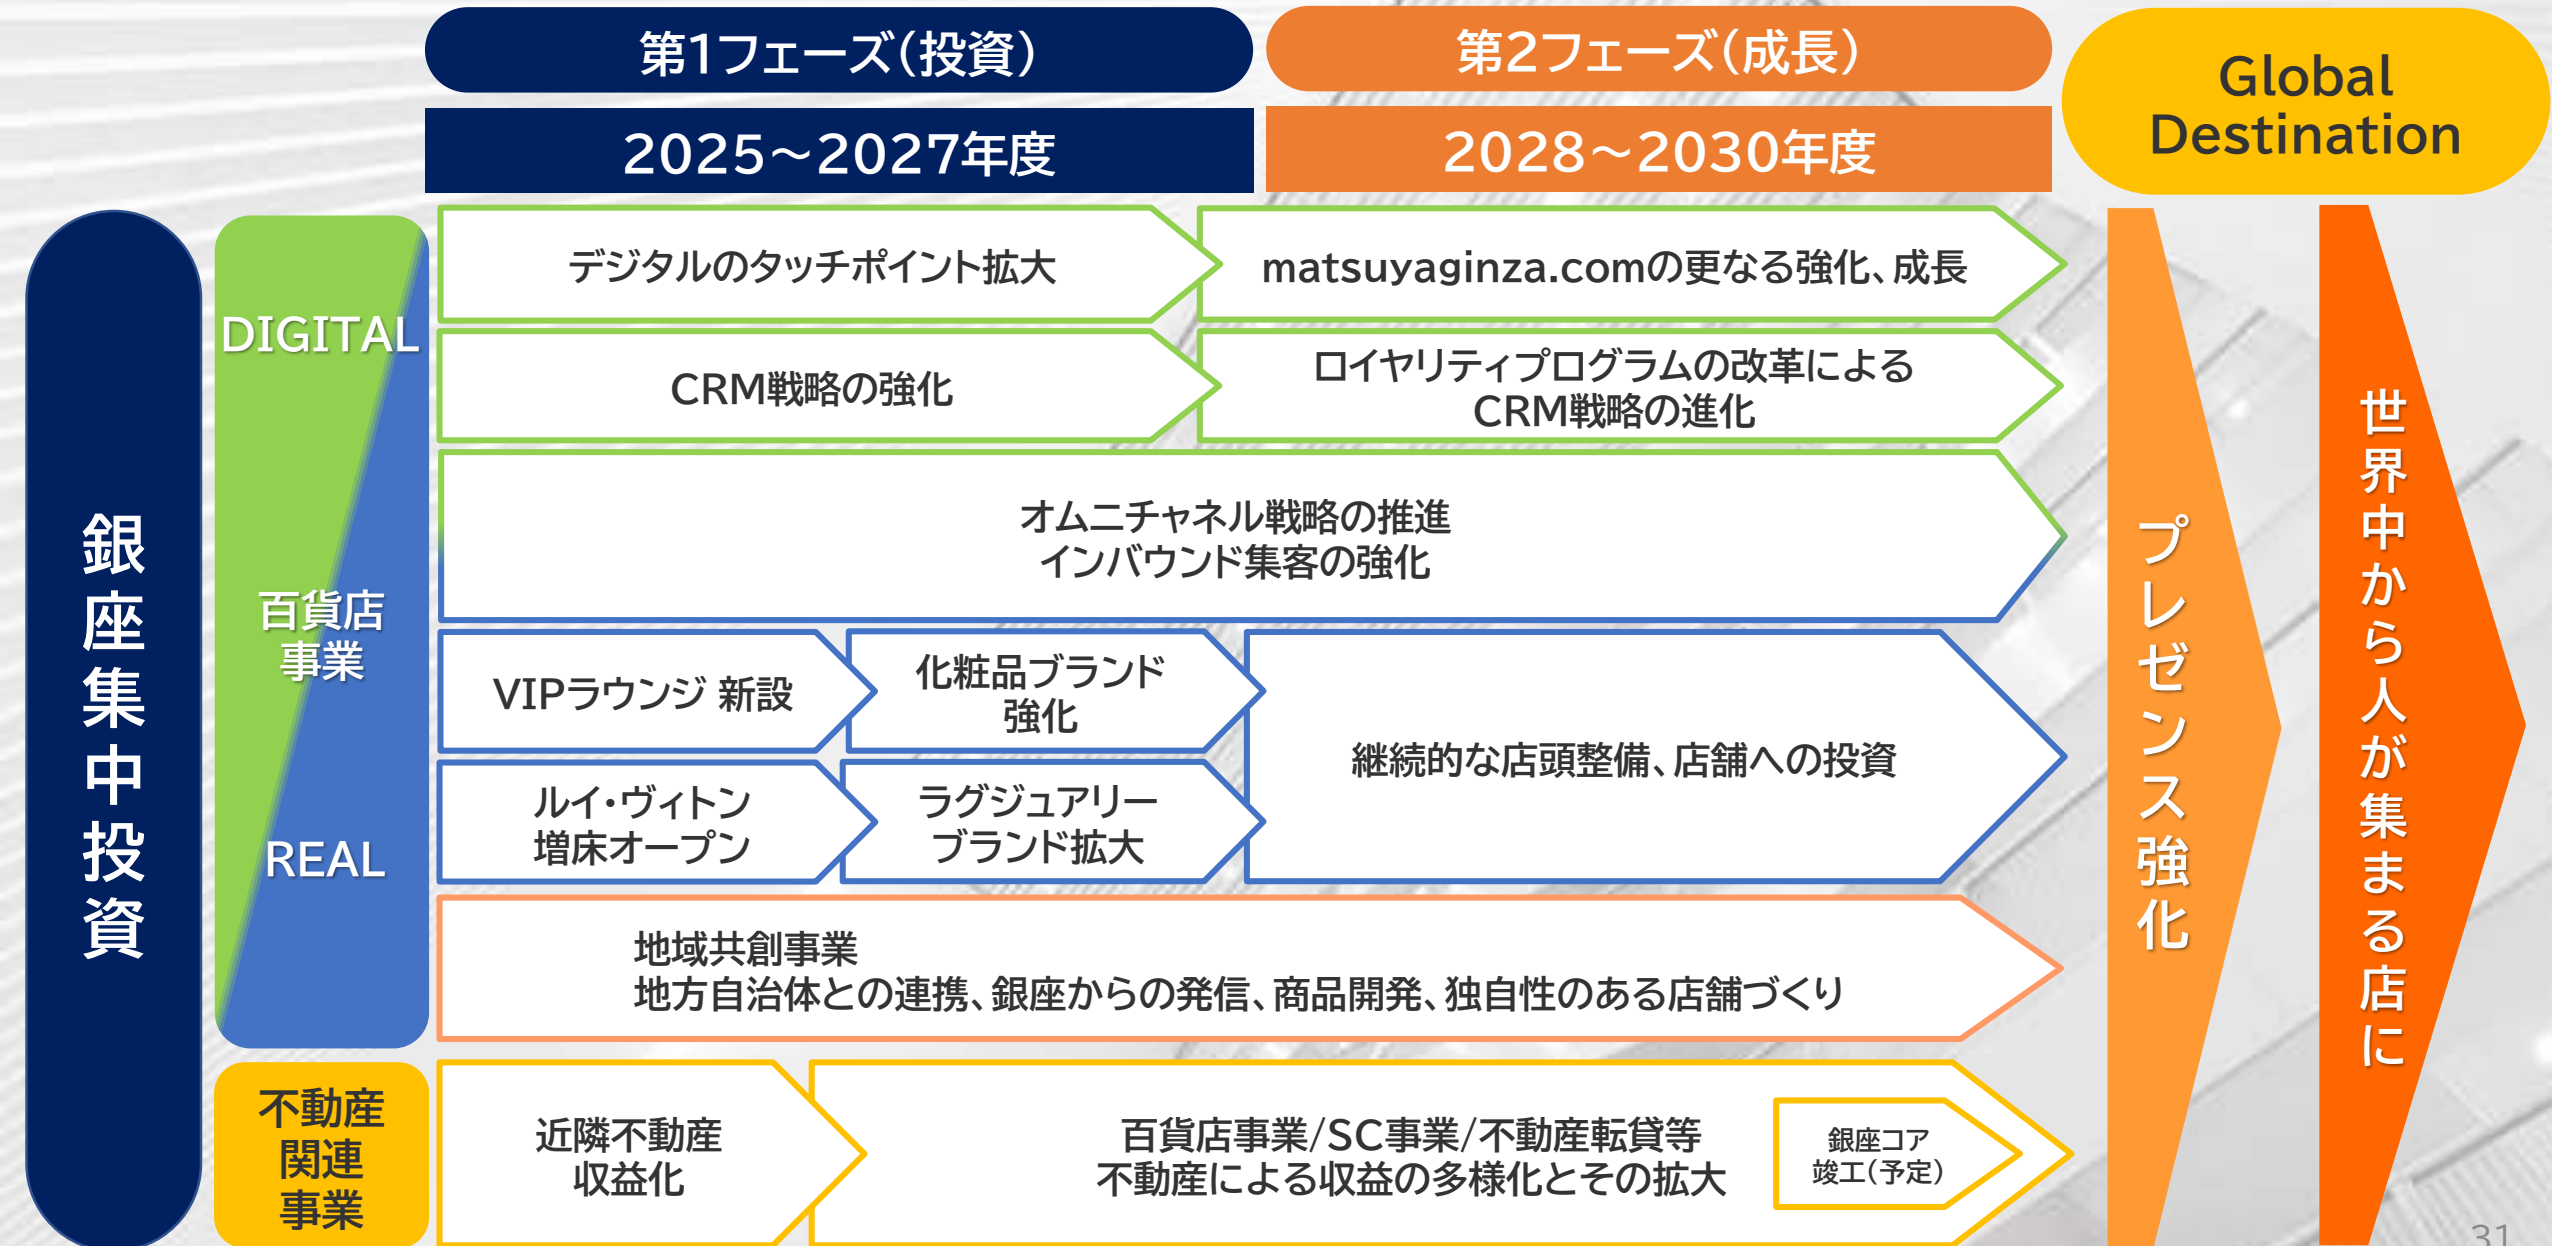 第1フェーズ(投資)
第2フェーズ(成長)
Global
Destination
2025～2027年度
2028～2030年度
銀座集中投資
DIGITAL
百貨店
事業
REAL
デジタルのタッチポイント拡大
matsuyaginza.comの更なる強化、成長
CRM戦略の強化
ロイヤリティプログラムの改革による
CRM戦略の進化
オムニチャネル戦略の推進
インバウンド集客の強化
VIPラウンジ 新設
化粧品ブランド
強化
ルイ・ヴィトン
増床オープン
ラグジュアリー
ブランド拡大
継続的な店頭整備、店舗への投資
地域共創事業
地方自治体との連携、銀座からの発信、商品開発、独自性のある店舗づくり
不動産
関連
事業
近隣不動産
収益化
百貨店事業/SC事業/不動産転貸等
不動産による収益の多様化とその拡大
銀座コア
竣工(予定)
プレゼンス強化
世界中から人が集まる店に
31